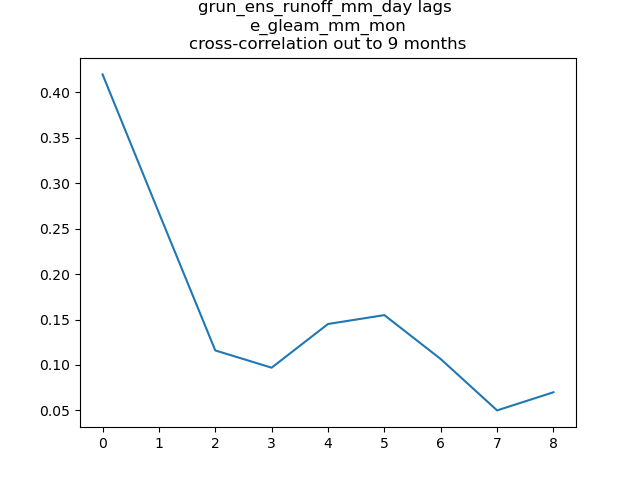 grun_ens_runoff_mm_day lags
e_gleam_mm_mon
cross-correlation out to 9 months
0.40
0.35
0.30
0.25
0.20
0.15
0.10
0.05
0 1 2 3 4 5 6 7 8